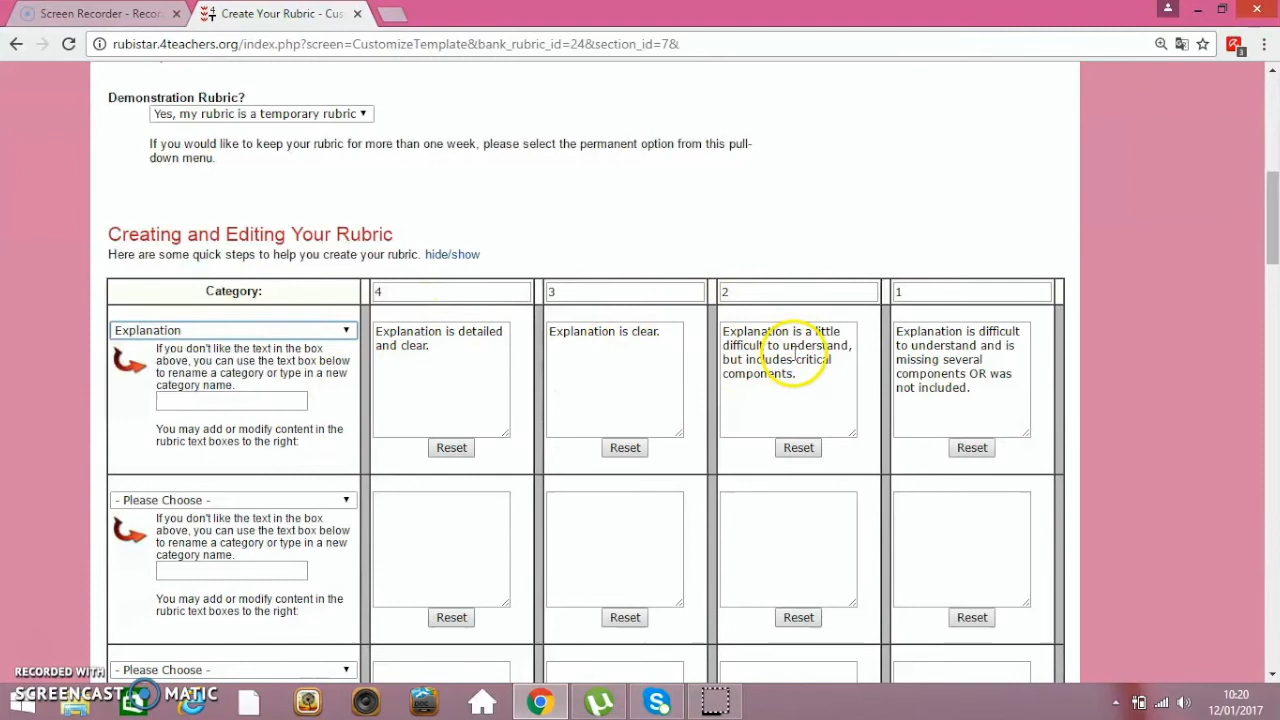 Screen Recorder - Recor
Create Your Rubric - Cus
rubistar.4teachers.org/index.php?screen=CustomizeTemplate&bank_rubric_id=24&section_id=7&
Demonstration Rubric?
Yes, my rubric is a temporary rubric
If you would like to keep your rubric for more than one week, please select the permanent option from this pull-
down menu.
Creating and Editing Your Rubric
Here are some quick steps to help you create your rubric. hide/show
Category: 4 3 2 1
Explanation
If you don't like the text in the box
above, you can use the text box below
to rename a category or type in a new
category name.
You may add or modify content in the
rubric text boxes to the right:
Explanation is detailed
and clear.
Reset
Explanation is clear.
Reset
Explanation is a little
difficult to understand,
but includes critical
components.
Reset
Explanation is difficult
to understand and is
missing several
components OR was
not included.
Reset
- Please Choose -
If you don't like the text in the box
above, you can use the text box below
to rename a category or type in a new
category name.
You may add or modify content in the
rubric text boxes to the right:
Reset
Reset
Reset
Reset
- Please Choose -
RECORDED WITH
SCREENCAST MATIC
DOC
3
10:20
12/01/2017